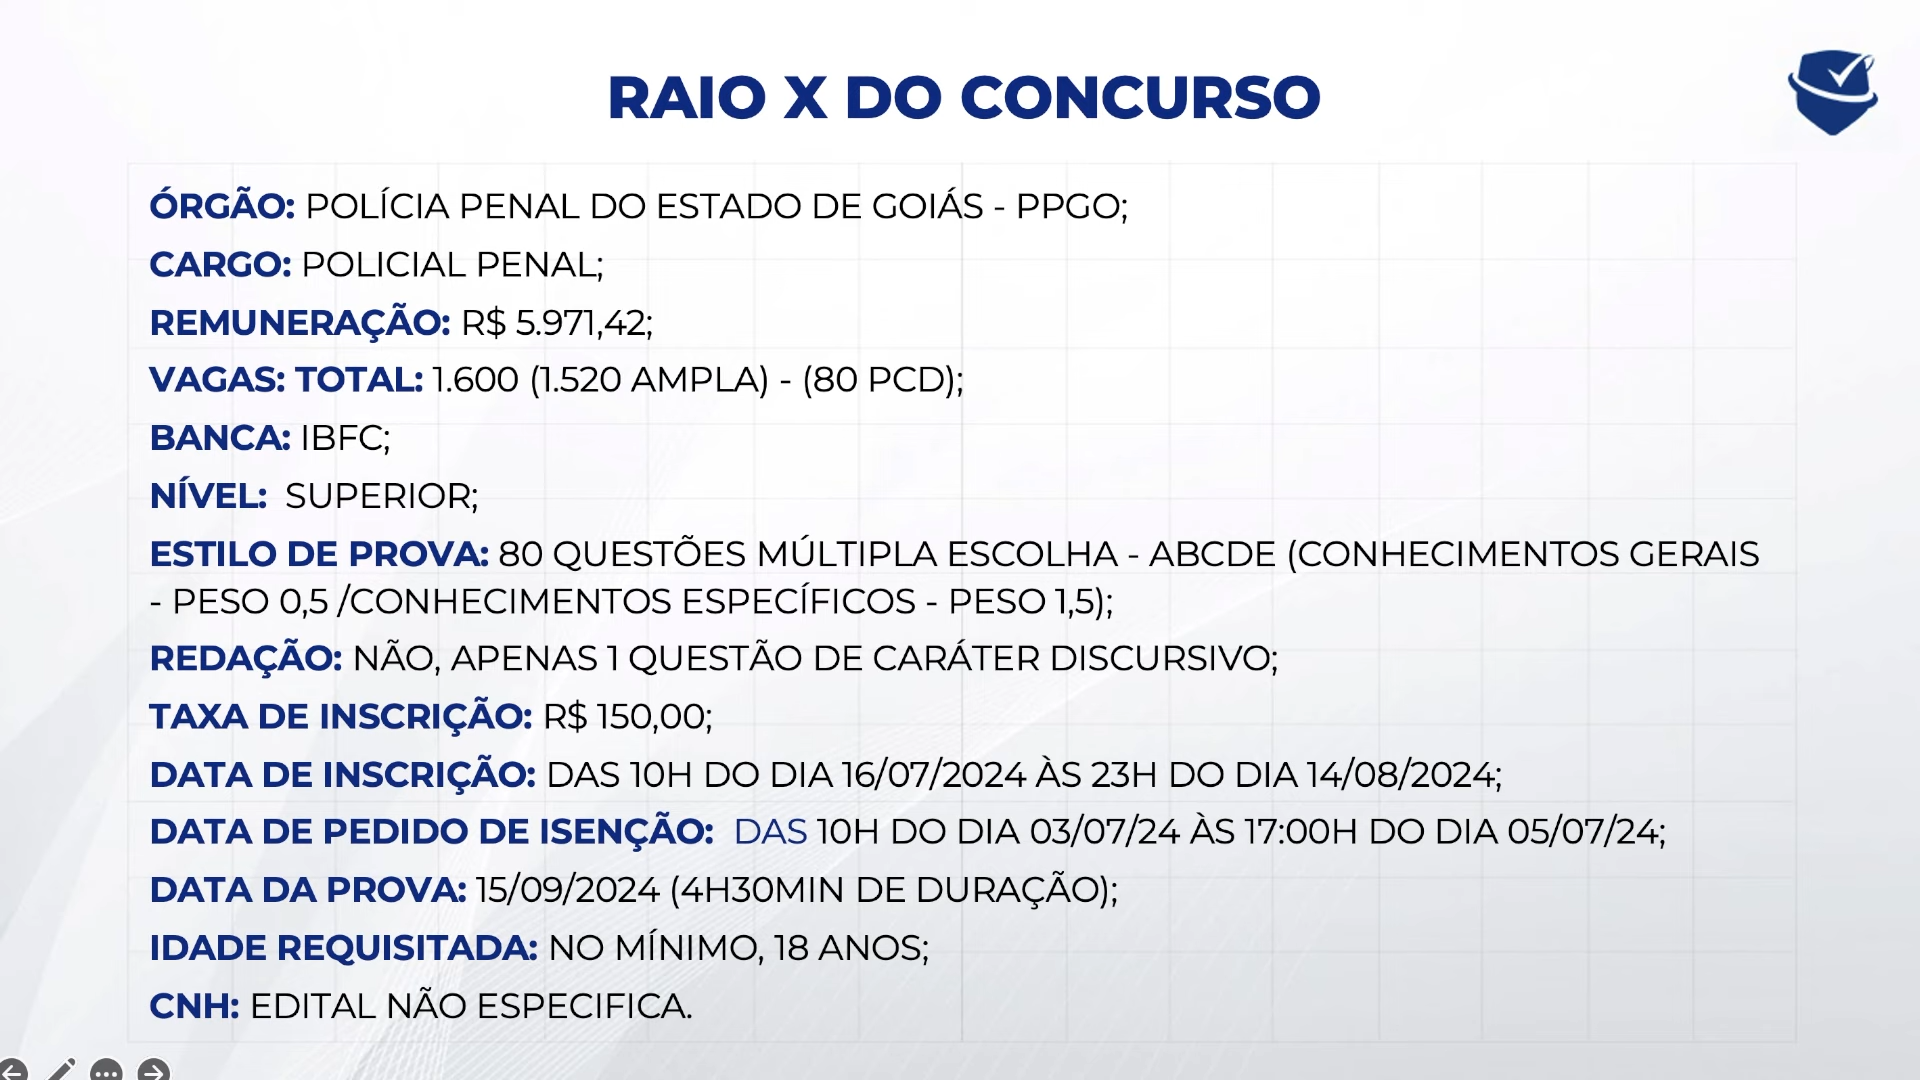 RAIO X DO CONCURSO
ÓRGÃO: POLÍCIA PENAL DO ESTADO DE GOIÁS - PPGO;
CARGO: POLICIAL PENAL;
REMUNERAÇÃO: R$ 5.971,42;
VAGAS: TOTAL: 1.600 (1.520 AMPLA) - (80 PCD);
BANCA: IBFC;
NÍVEL: SUPERIOR;
ESTILO DE PROVA: 80 QUESTÕES MÚLTIPLA ESCOLHA - ABCDE (CONHECIMENTOS GERAIS
- PESO 0,5 /CONHECIMENTOS ESPECÍFICOS - PESO 1,5);
REDAÇÃO: NÃO, APENAS 1 QUESTÃO DE CARÁTER DISCURSIVO;
TAXA DE INSCRIÇÃO: R$ 150,00;
DATA DE INSCRIÇÃO: DAS 10H DO DIA 16/07/2024 ÀS 23H DO DIA 14/08/2024;
DATA DE PEDIDO DE ISENÇÃO: DAS 10H DO DIA 03/07/24 ÀS 17:00H DO DIA 05/07/24;
DATA DA PROVA: 15/09/2024 (4H30MIN DE DURAÇÃO);
IDADE REQUISITADA: NO MÍNIMO, 18 ANOS;
CNH: EDITAL NÃO ESPECIFICA.